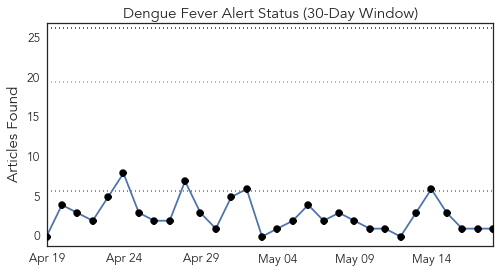 Dengue Fever Alert Status (30-Day Window)
Articles Found
25
20
15
10
5
0
Apr 19
Apr 24
Apr 29
May 04
May 09
May 14